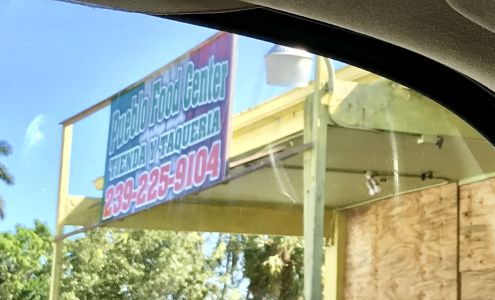 Pueblo Food Center
TIENDA Y TAQUERIA
239-225-9104